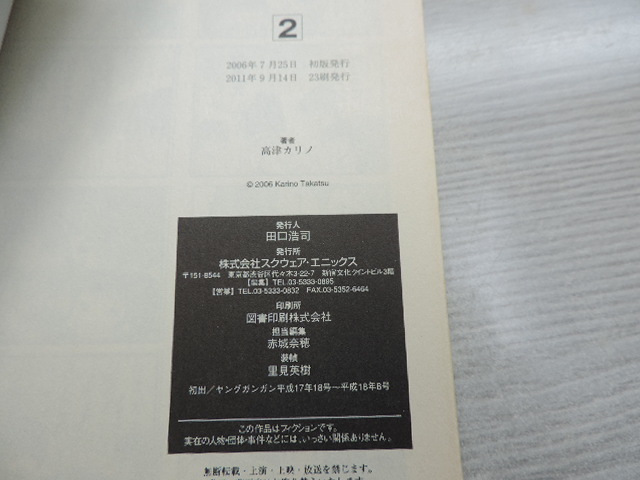 2
2006年7月25日　初版発行
2011年9月14日　23刷発行
著者
高津カリノ
© 2006 Karino Takatsu
発行人
田口浩司
発行所
株式会社スクウェア・エニックス
〒151-8544　東京都渋谷区代々木3-22-7　新宿文化クイントビル3階
【編集】TEL.03-5333-0895
【営業】TEL.03-5333-0832　FAX.03-5352-6464
印刷所
図書印刷株式会社
担当編集
赤城奈穂
装幀
里見英樹
初出／ヤングガンガン平成17年18号～平成18年8号
この作品はフィクションです。
実在の人物・団体・事件などには、いっさい関係ありません。
無断転載・上演・上映・放送を禁じます。